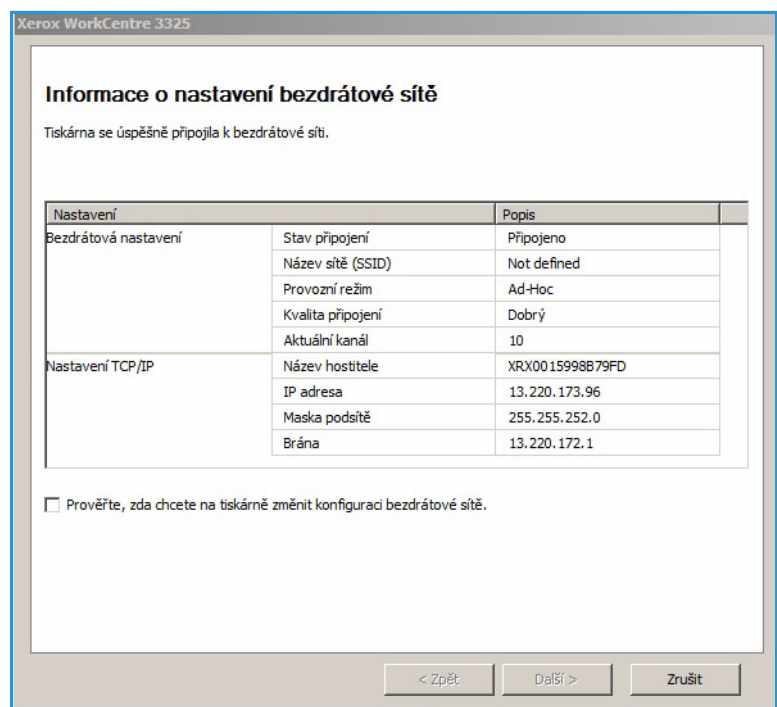 Xerox WorkCentre 3325
Informace o nastavení bezdrátové sítě
Tiskárna se úspěšně připojila k bezdrátové síti.
Nastavení Popis
Bezdrátová nastavení Stav připojení Připojeno
Název sítě (SSID) Not defined
Provozní režim Ad-Hoc
Kvalita připojení Dobrý
Aktuální kanál 10
Nastavení TCP/IP Název hostitele XRX0015998B79FD
IP adresa 13.220.173.96
Maska podsítě 255.255.252.0
Brána 13.220.172.1
Prověřte, zda chcete na tiskárně změnit konfiguraci bezdrátové sítě.
< Zpět Další > Zrušit